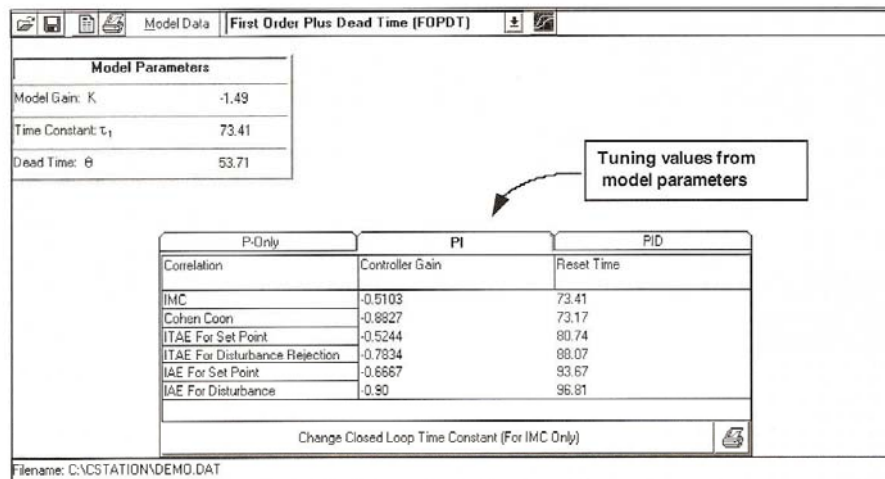 Model Data First Order Plus Dead Time (FOPDT)
Model Parameters
Model Gain: K -1.49
Time Constant: τ1 73.41
Dead Time: θ 53.71
Tuning values from
model parameters
P-Only PI PID
Correlation Controller Gain Reset Time
IMC -0.5103 73.41
Cohen Coon -0.8827 73.17
ITAE For Set Point -0.5244 80.74
ITAE For Disturbance Rejection -0.7834 88.07
IAE For Set Point -0.6667 93.67
IAE For Disturbance -0.90 96.81
Change Closed Loop Time Constant (For IMC Only)
Filename: C:\CSTATION\DEMO.DAT